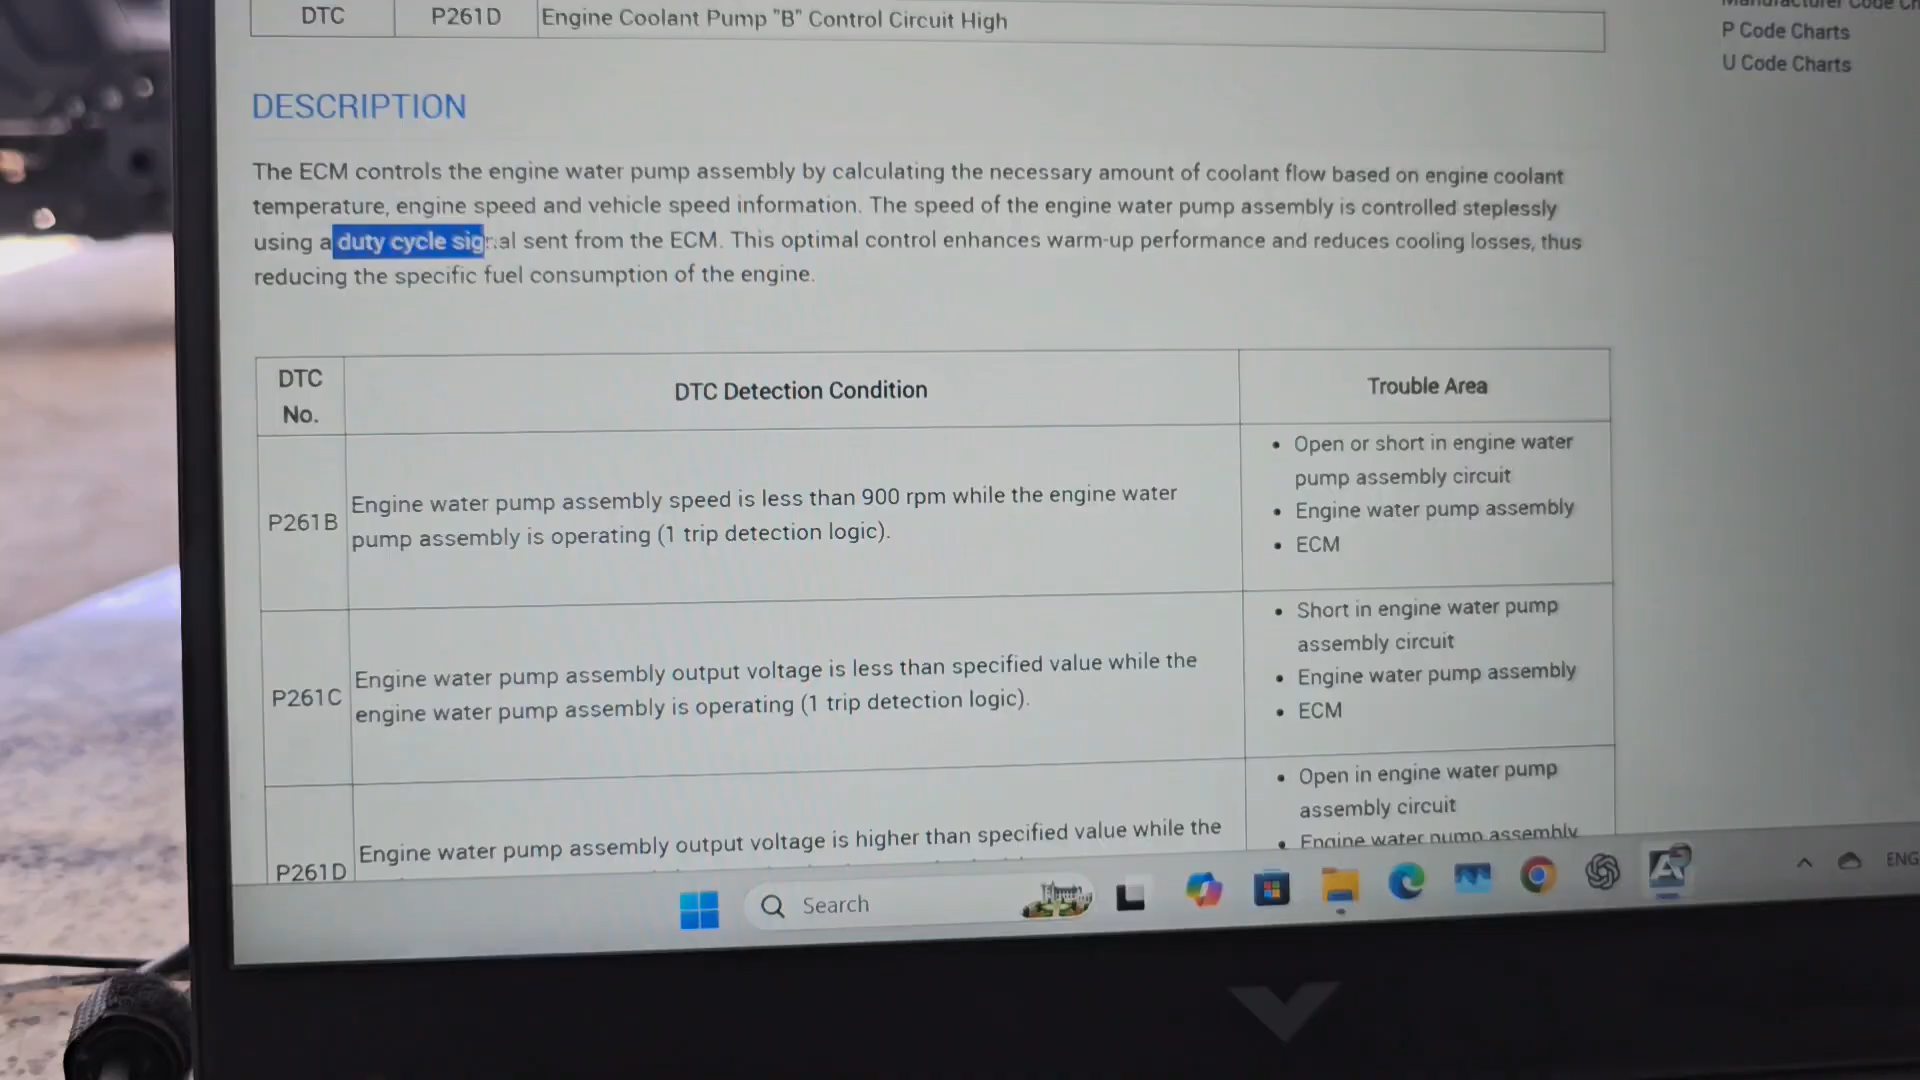 Manufacturer Code Ch
P Code Charts
U Code Charts
DTC P261D Engine Coolant Pump "B" Control Circuit High
DESCRIPTION
The ECM controls the engine water pump assembly by calculating the necessary amount of coolant flow based on engine coolant
temperature, engine speed and vehicle speed information. The speed of the engine water pump assembly is controlled steplessly
using a duty cycle signal sent from the ECM. This optimal control enhances warm-up performance and reduces cooling losses, thus
reducing the specific fuel consumption of the engine.
DTC
No.
DTC Detection Condition
Trouble Area
P261B
Engine water pump assembly speed is less than 900 rpm while the engine water
pump assembly is operating (1 trip detection logic).
• Open or short in engine water
pump assembly circuit
• Engine water pump assembly
• ECM
P261C
Engine water pump assembly output voltage is less than specified value while the
engine water pump assembly is operating (1 trip detection logic).
• Short in engine water pump
assembly circuit
• Engine water pump assembly
• ECM
P261D
Engine water pump assembly output voltage is higher than specified value while the
• Open in engine water pump
assembly circuit
• Engine water pump assembly
Search
ENG